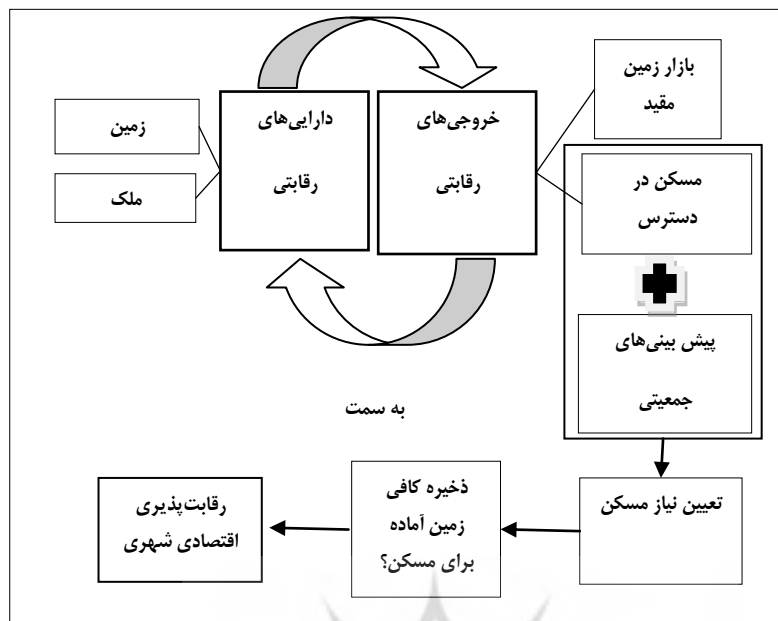 بازار زمین
مقید
خروجی‌های
رقابتی
دارایی‌های
رقابتی
زمین
ملک
مسکن در
دسترس
پیش بینی‌های
جمعیتی
به سمت
تعیین نیاز مسکن
ذخیره کافی
زمین آماده
برای مسکن؟
رقابت‌پذیری
اقتصادی شهری